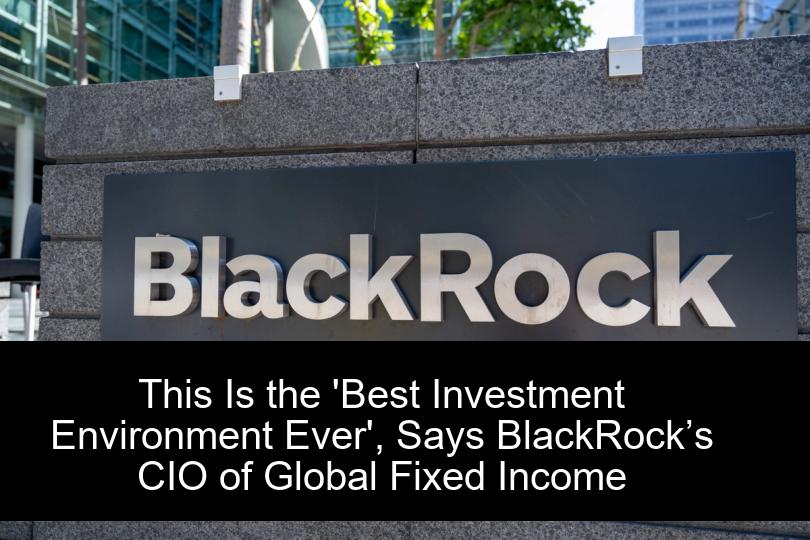 BlackRock
This Is the 'Best Investment
Environment Ever', Says BlackRock’s
CIO of Global Fixed Income